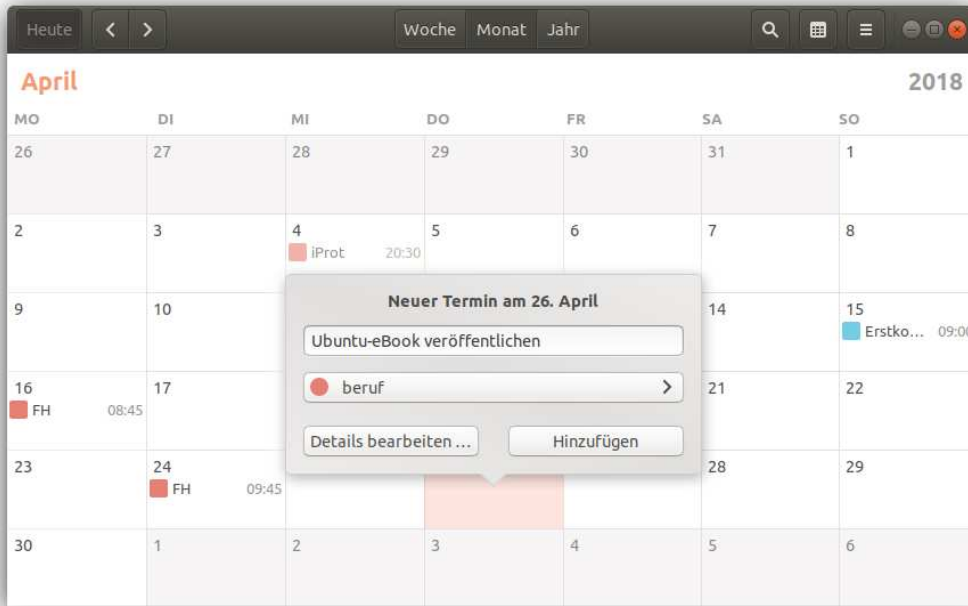 Heute Woche Monat Jahr
April 2018
MO DI MI DO FR SA SO
26 27 28 29 30 31 1
2 3 4 5 6 7 8
iProt 20:30
Neuer Termin am 26. April
9 10 14 15
Ubuntu-eBook veröffentlichen
Erstko... 09:00
beruf
16 17 21 22
FH 08:45
Details bearbeiten ... Hinzufügen
23 24 28 29
FH 09:45
30 1 2 3 4 5 6